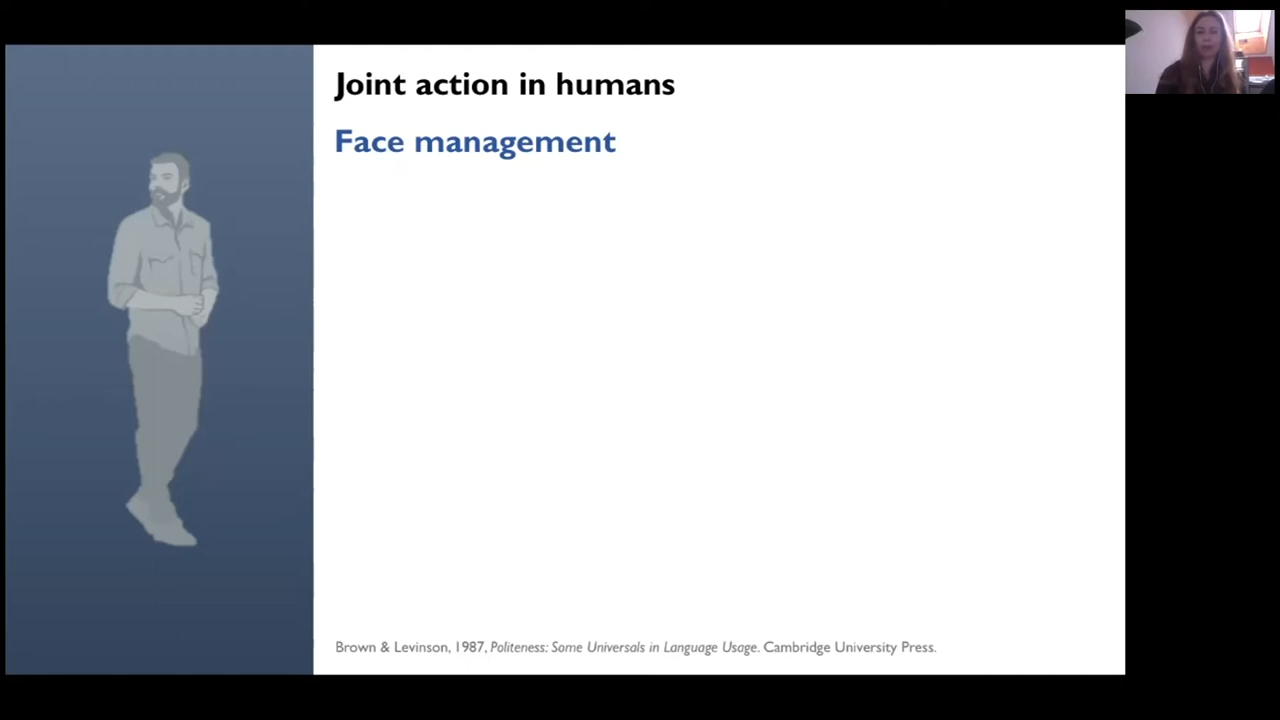 Joint action in humans
Face management
Brown & Levinson, 1987, Politeness: Some Universals in Language Usage. Cambridge University Press.